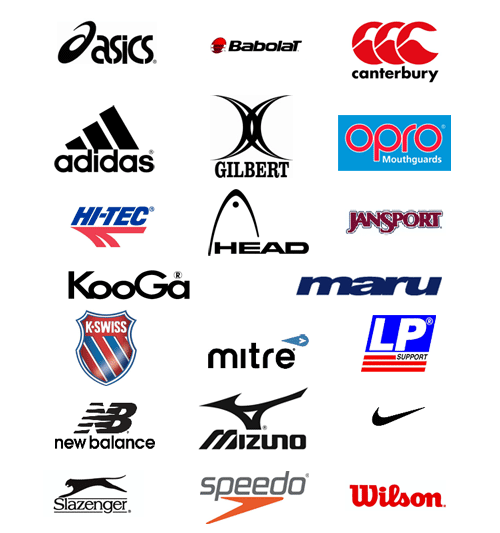 asics®
Babolat
canterbury
adidas®
GILBERT
opro®
Mouthguards
HI-TEC®
HEAD
JANSPORT
KooGa®
maru
K·SWISS
mitre
LP®
SUPPORT
NB
new balance
MIZUNO
Slazenger®
speedo
Wilson.